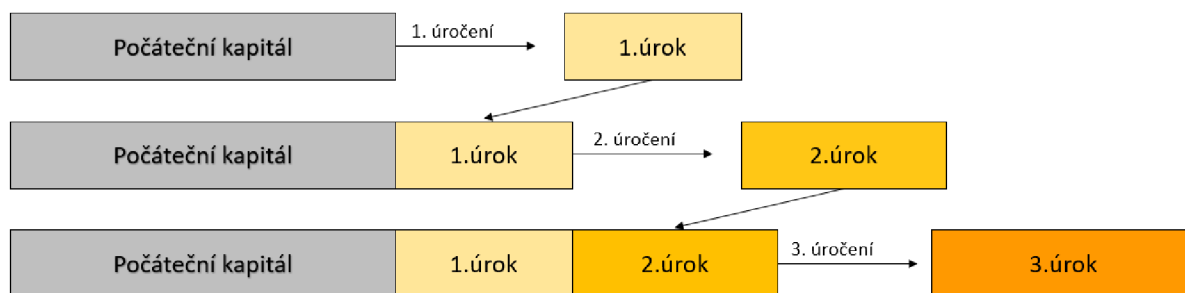 Počáteční kapitál 1. úročení 1.úrok
Počáteční kapitál 1.úrok 2. úročení 2.úrok
Počáteční kapitál 1.úrok 2.úrok 3. úročení 3.úrok